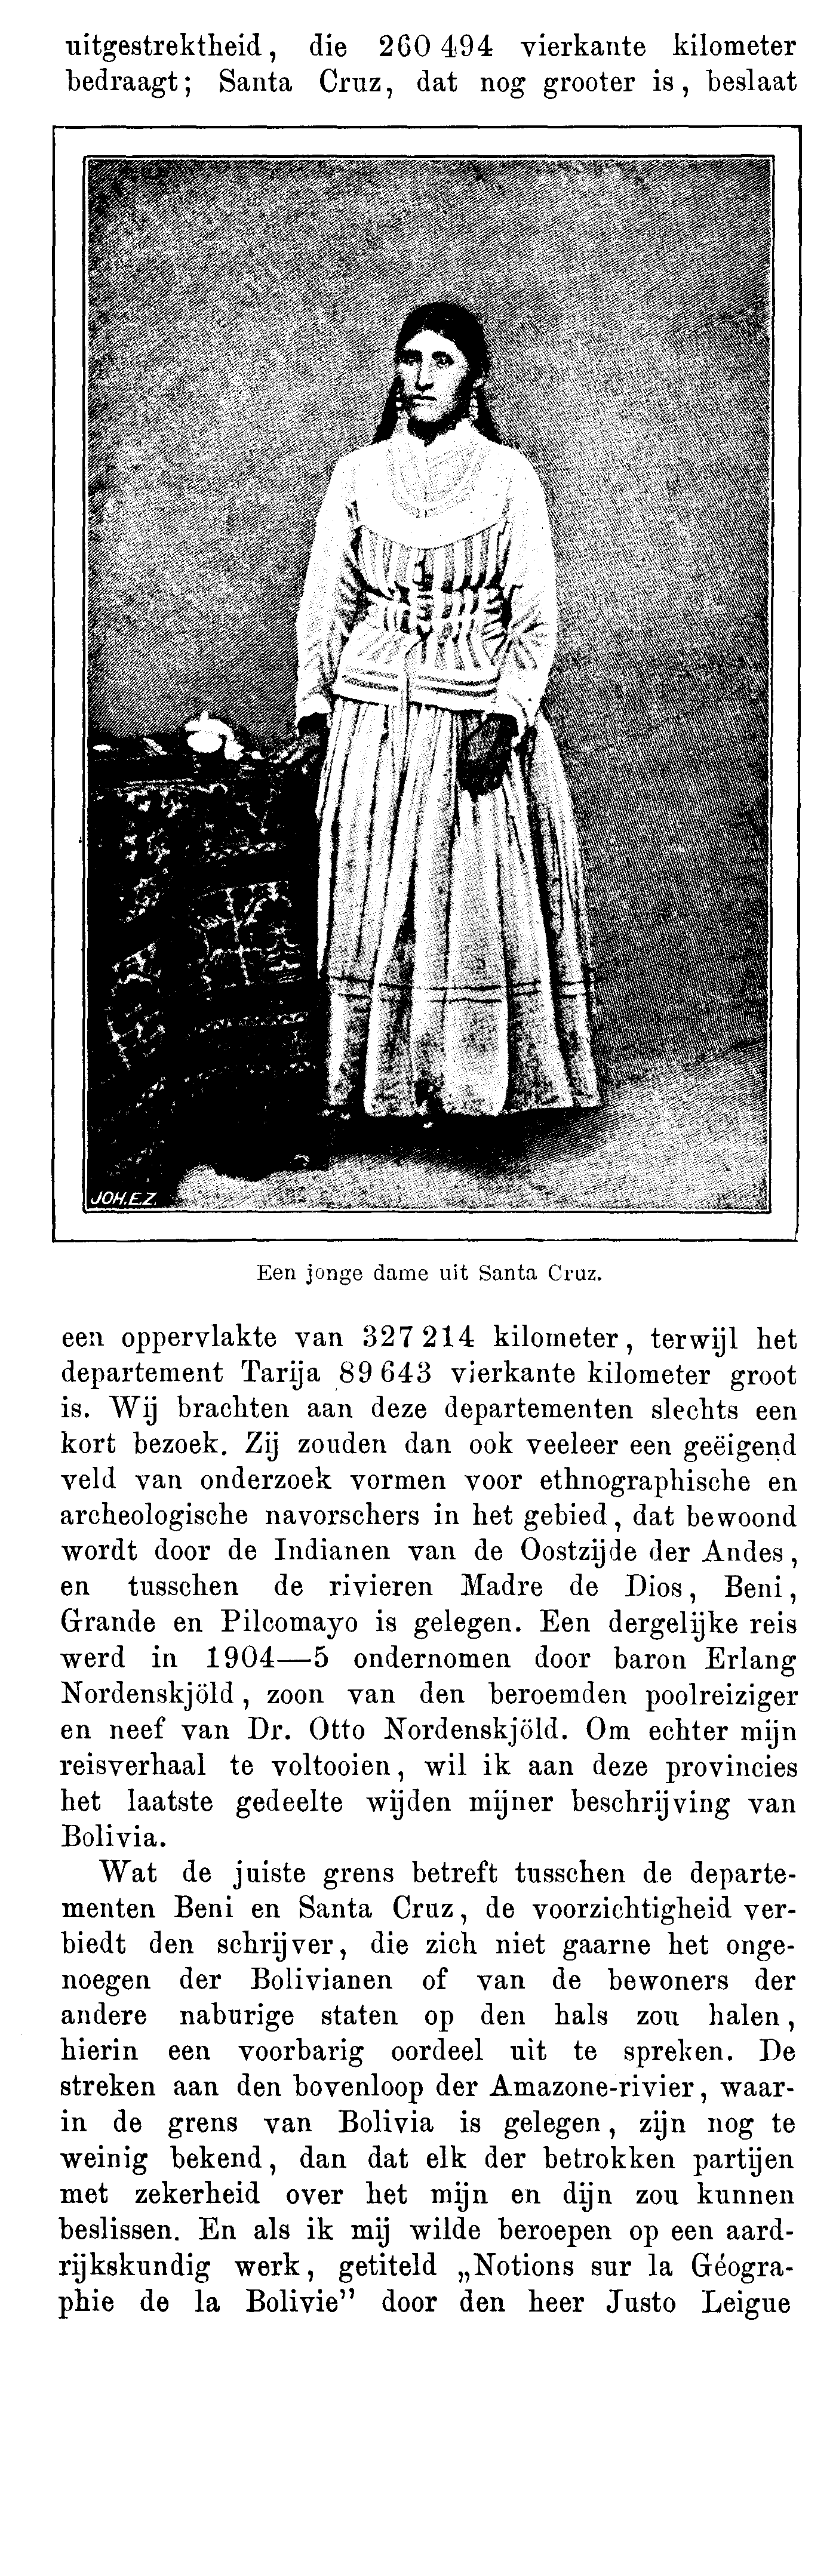 uitgestrektheid, die 260 494 vierkante kilometer
bedraagt; Santa Cruz, dat nog grooter is, beslaat
JOH.E.Z.
Een jonge dame uit Santa Cruz.
een oppervlakte van 327 214 kilometer, terwijl het
departement Tarija 89 643 vierkante kilometer groot
is. Wij brachten aan deze departementen slechts een
kort bezoek. Zij zouden dan ook veeleer een geëigend
veld van onderzoek vormen voor ethnographische en
archeologische navorschers in het gebied, dat bewoond
wordt door de Indianen van de Oostzijde der Andes,
en tusschen de rivieren Madre de Dios, Beni,
Grande en Pilcomayo is gelegen. Een dergelijke reis
werd in 1904—5 ondernomen door baron Erlang
Nordenskjöld, zoon van den beroemden poolreiziger
en neef van Dr. Otto Nordenskjöld. Om echter mijn
reisverhaal te voltooien, wil ik aan deze provincies
het laatste gedeelte wijden mijner beschrijving van
Bolivia.
Wat de juiste grens betreft tusschen de departe-
menten Beni en Santa Cruz, de voorzichtigheid ver-
biedt den schrijver, die zich niet gaarne het onge-
noegen der Bolivianen of van de bewoners der
andere naburige staten op den hals zou halen,
hierin een voorbarig oordeel uit te spreken. De
streken aan den bovenloop der Amazone-rivier, waar-
in de grens van Bolivia is gelegen, zijn nog te
weinig bekend, dan dat elk der betrokken partijen
met zekerheid over het mijn en dijn zou kunnen
beslissen. En als ik mij wilde beroepen op een aard-
rijkskundig werk, getiteld „Notions sur la Géogra-
phie de la Bolivie” door den heer Justo Leigue